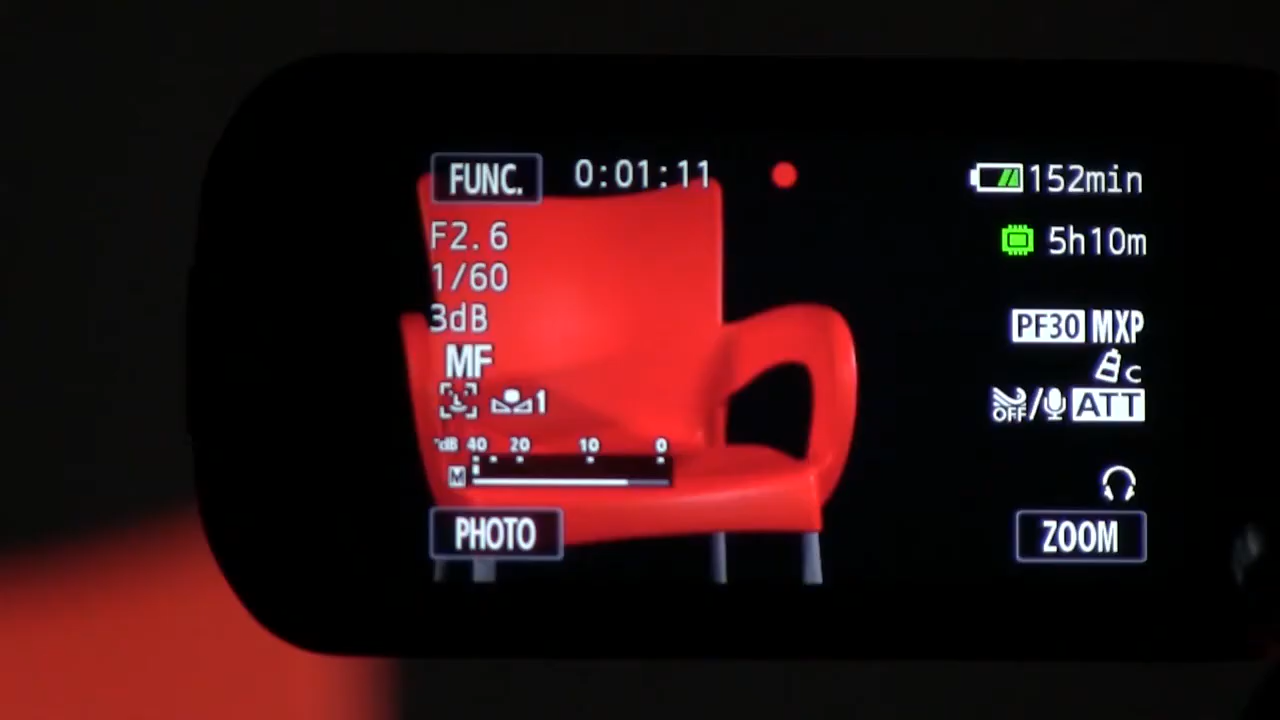 FUNC. 0:01:11 152min
F2.6 5h10m
1/60
3dB PF30 MXP
MF C
1 OFF/ ATT
-dB 40 20 10 0
M
PHOTO ZOOM